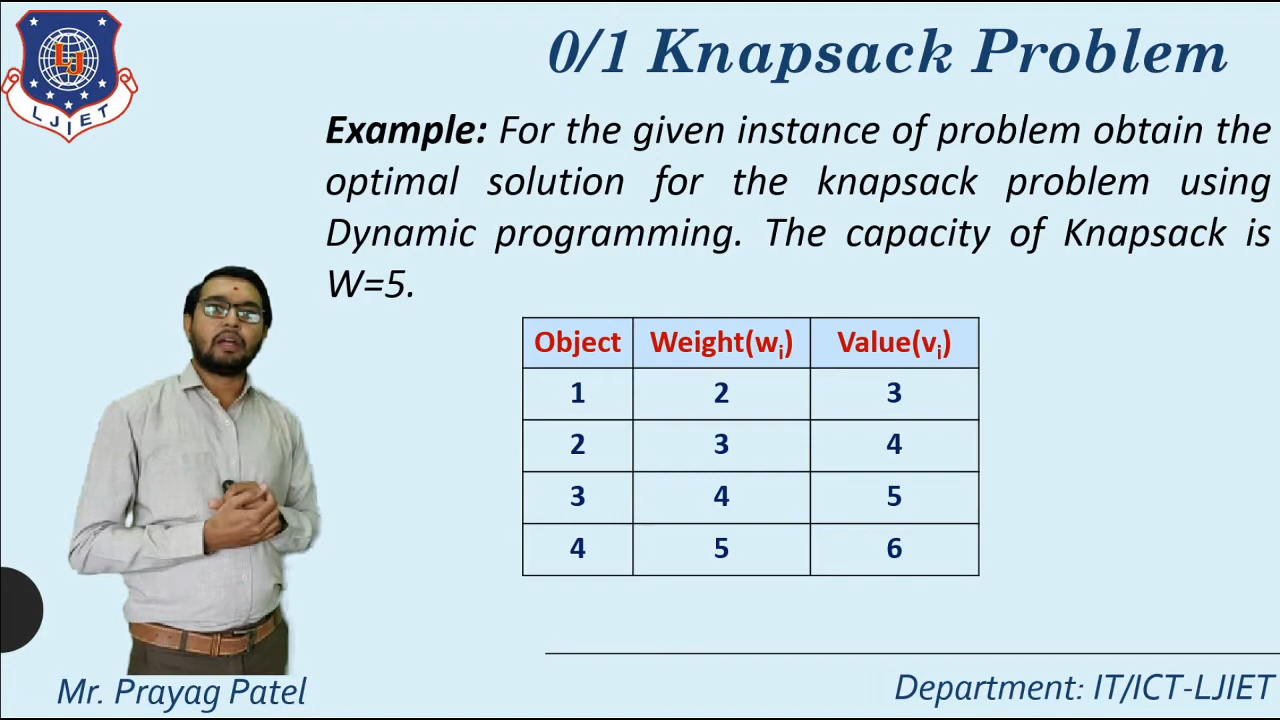 0/1 Knapsack Problem
LJ
LJIET
Example: For the given instance of problem obtain the
optimal solution for the knapsack problem using
Dynamic programming. The capacity of Knapsack is
W=5.
Object Weight(wi) Value(vi)
1 2 3
2 3 4
3 4 5
4 5 6
Mr. Prayag Patel
Department: IT/ICT-LJIET